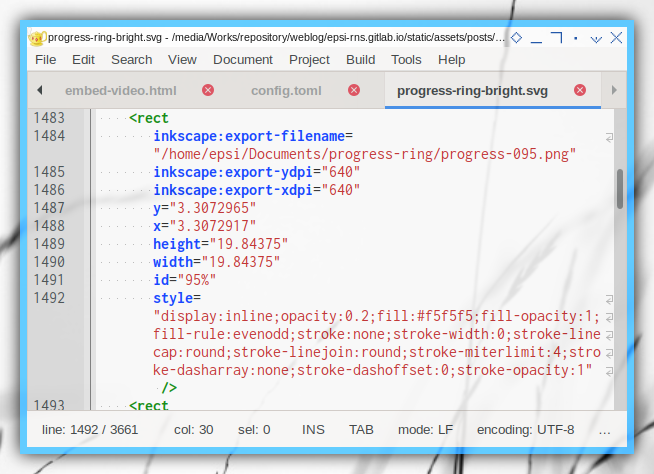 progress-ring-bright.svg - /media/Works/repository/weblog/epsi-rns.gitlab.io/static/assets/posts/...
File Edit Search View Document Project Build Tools Help
embed-video.html config.toml progress-ring-bright.svg
1483 <rect
1484 inkscape:export-filename=
"/home/epsi/Documents/progress-ring/progress-095.png"
1485 inkscape:export-ydpi="640"
1486 inkscape:export-xdpi="640"
1487 y="3.3072965"
1488 x="3.3072917"
1489 height="19.84375"
1490 width="19.84375"
1491 id="95%"
1492 style=
"display:inline;opacity:0.2;fill:#f5f5f5;fill-opacity:1;
fill-rule:evenodd;stroke:none;stroke-width:0;stroke-line
cap:round;stroke-linejoin:round;stroke-miterlimit:4;stro
ke-dasharray:none;stroke-dashoffset:0;stroke-opacity:1"
/>
1493 <rect
line: 1492 / 3661 col: 30 sel: 0 INS TAB mode: LF encoding: UTF-8 ...